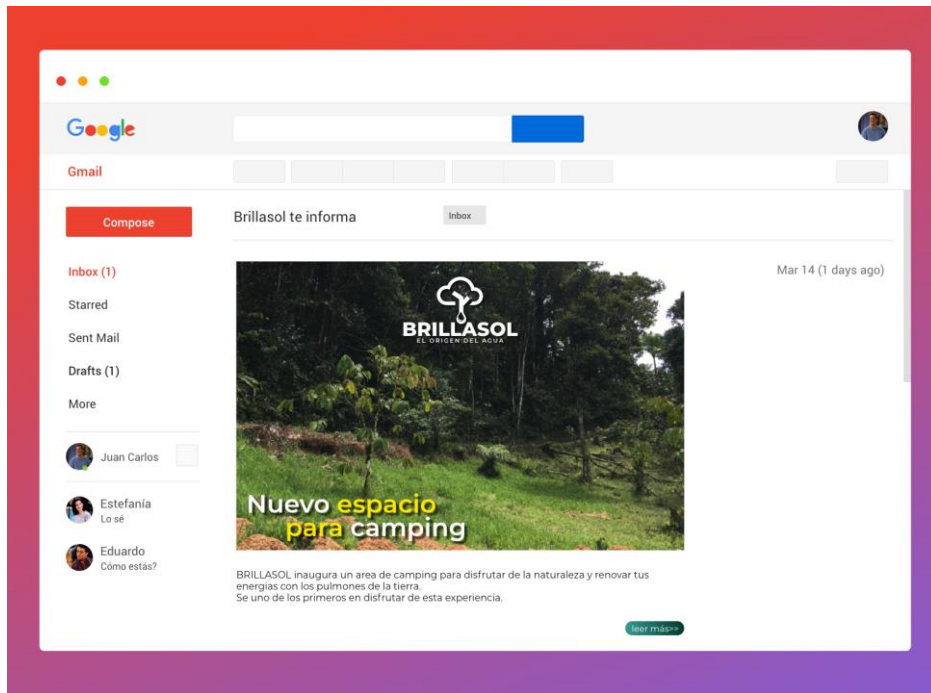 Google
Gmail
Compose
Brillasol te informa
Inbox
Inbox (1)
Mar 14 (1 days ago)
Starred
Sent Mail
Drafts (1)
More
Juan Carlos
Estefanía
Lo sé
Eduardo
Cómo estás?
BRILLASOL
EL ORIGEN DEL AGUA
Nuevo espacio
para camping
BRILLASOL inaugura un area de camping para disfrutar de la naturaleza y renovar tus
energias con los pulmones de la tierra.
Se uno de los primeros en disfrutar de esta experiencia.
leer más>>